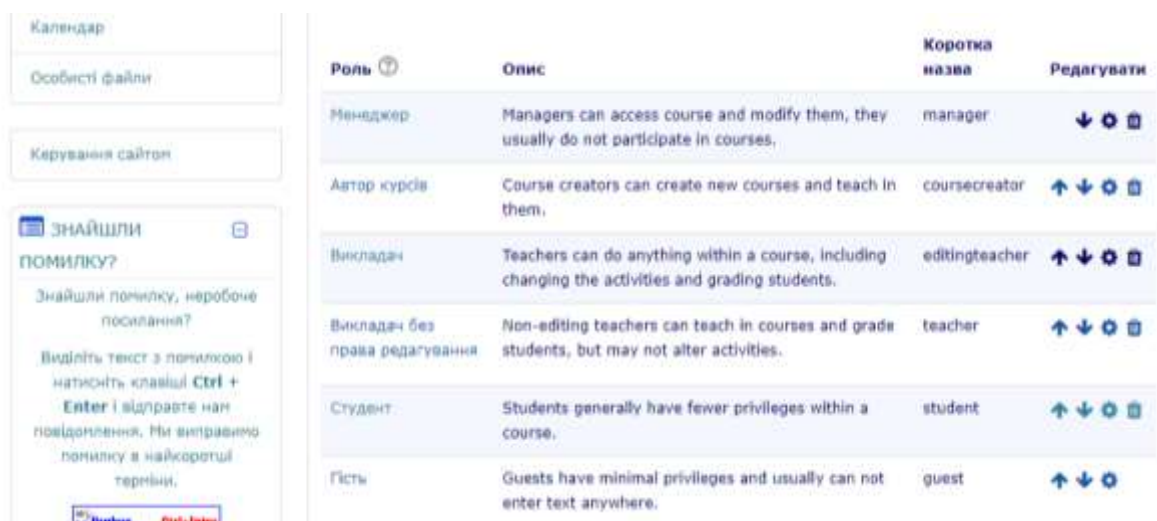 Календар
Особисті файли
Керування сайтом
ЗНАЙШЛИ
ПОМИЛКУ?
Знайшли помилку, неробоче
посилання?
Виділіть текст з помилкою і
натисніть клавіші Ctrl +
Enter і відправте нам
повідомлення. Ми виправимо
помилку в найкоротші
терміни.
Ctrl+Enter
Роль Опис Коротка назва Редагувати
Менеджер Managers can access course and modify them, they manager
usually do not participate in courses.
Автор курсів Course creators can create new courses and teach in coursecreator
them.
Викладач Teachers can do anything within a course, including editingteacher
changing the activities and grading students.
Викладач без Non-editing teachers can teach in courses and grade teacher
права редагування students, but may not alter activities.
Студент Students generally have fewer privileges within a student
course.
Гість Guests have minimal privileges and usually can not guest
enter text anywhere.